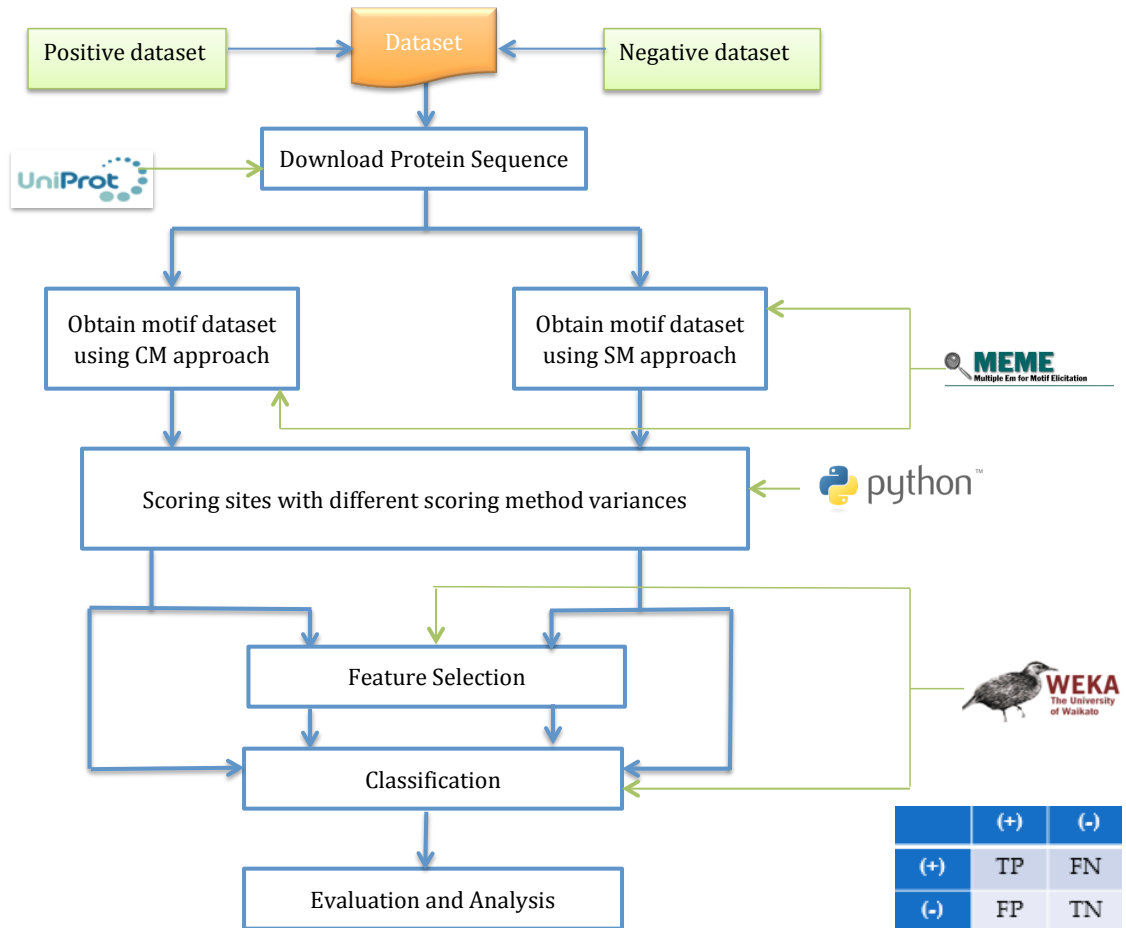 Positive dataset
Dataset
Negative dataset
UniProt
Download Protein Sequence
Obtain motif dataset
using CM approach
Obtain motif dataset
using SM approach
MEME
Multiple Em for Motif Elicitation
Scoring sites with different scoring method variances
python™
Feature Selection
WEKA
The University
of Waikato
Classification
Evaluation and Analysis
(+) (-)
(+) TP FN
(-) FP TN